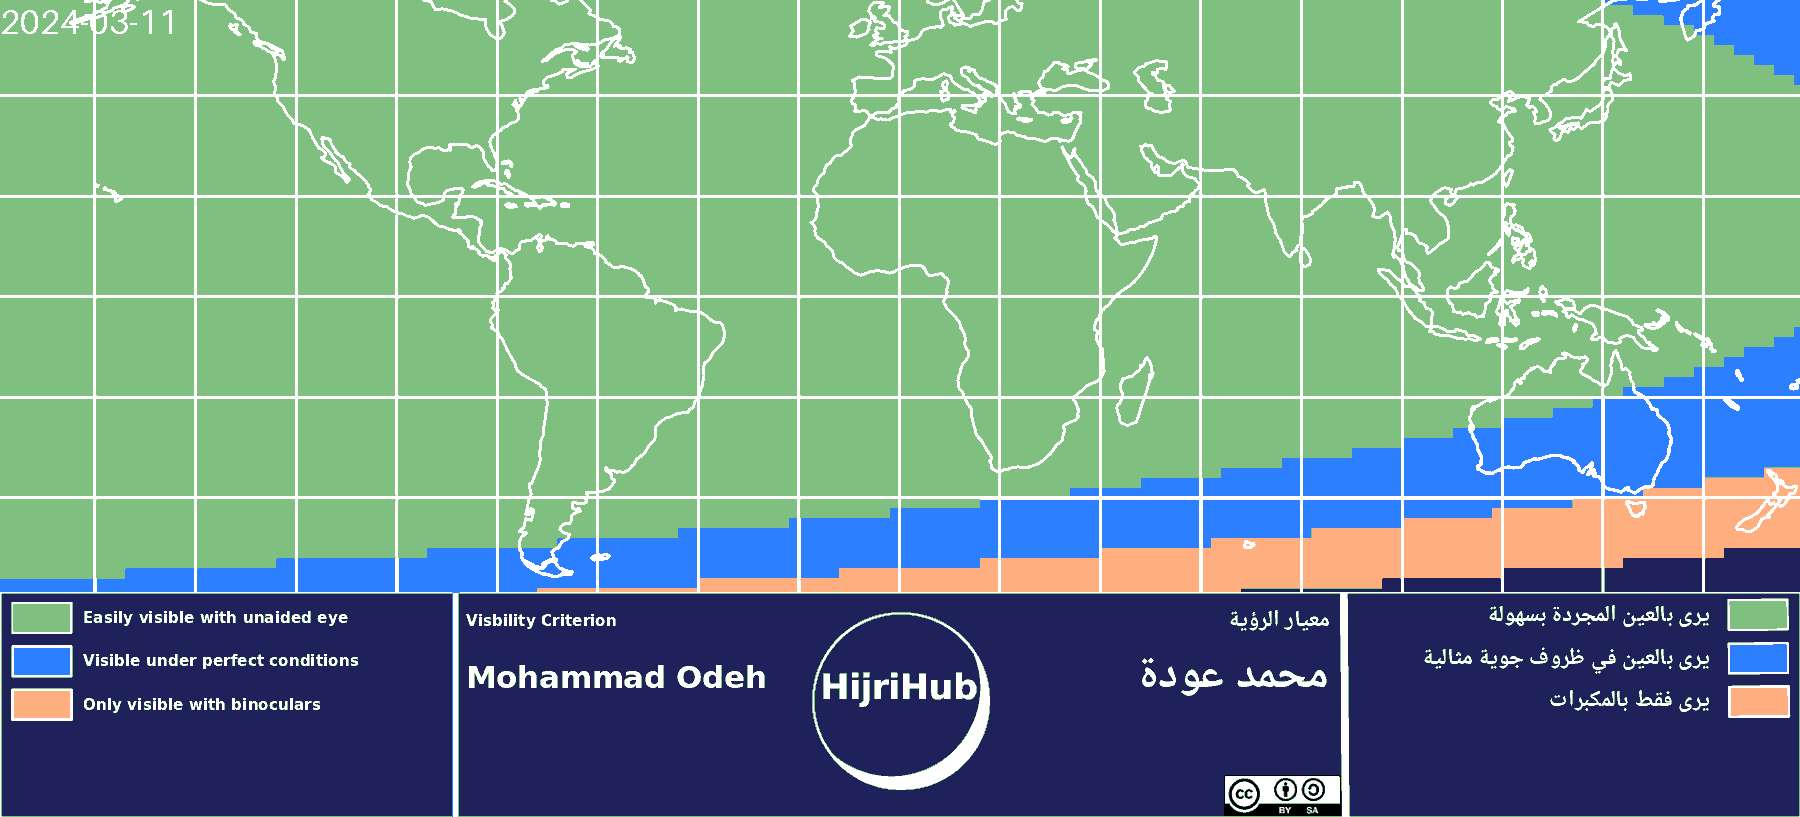 2024-03-11
Easily visible with unaided eye
Visible under perfect conditions
Only visible with binoculars
Visbility Criterion
Mohammad Odeh
HijriHub
معيار الرؤية
محمد عودة
cc
BY SA
يرى بالعين المجردة بسهولة
يرى بالعين في ظروف جوية مثالية
يرى فقط بالمكبرات